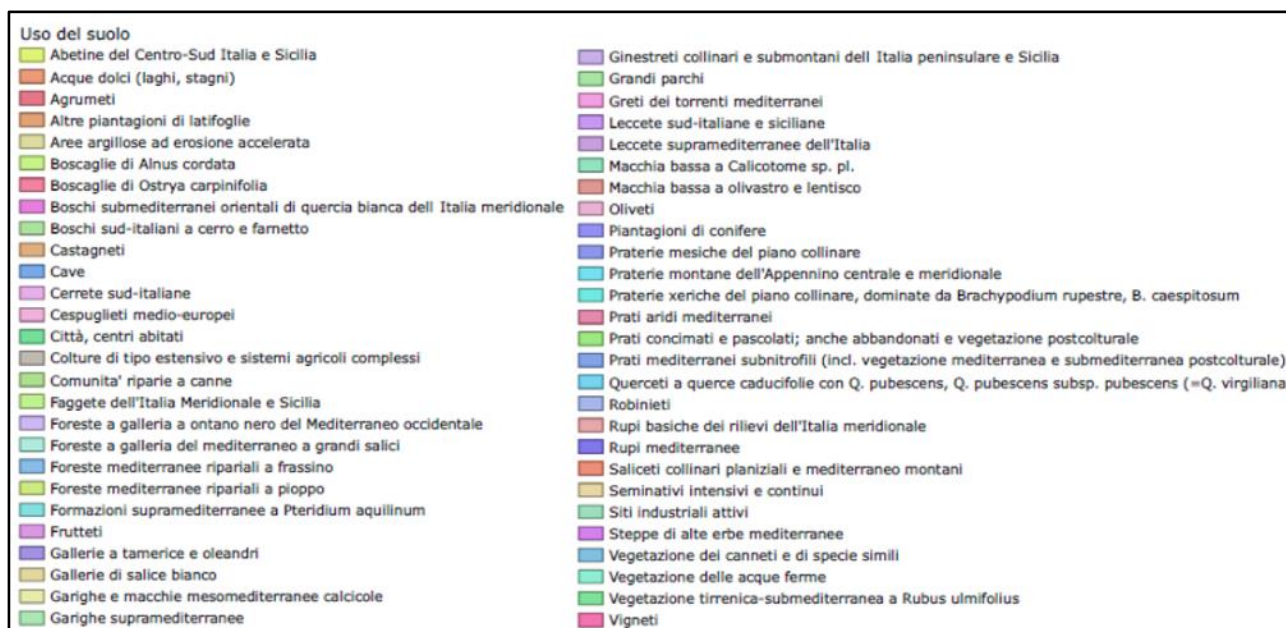 Uso del suolo
Abetine del Centro-Sud Italia e Sicilia
Acque dolci (laghi, stagni)
Agrumeti
Altre piantagioni di latifoglie
Aree argillose ad erosione accelerata
Boscaglie di Alnus cordata
Boscaglie di Ostrya carpinifolia
Boschi submediterranei orientali di quercia bianca dell Italia meridionale
Boschi sud-italiani a cerro e farnetto
Castagneti
Cave
Cerrete sud-italiane
Cespuglieti medio-europei
Città, centri abitati
Colture di tipo estensivo e sistemi agricoli complessi
Comunita' riparie a canne
Faggete dell'Italia Meridionale e Sicilia
Foreste a galleria a ontano nero del Mediterraneo occidentale
Foreste a galleria del mediterraneo a grandi salici
Foreste mediterranee ripariali a frassino
Foreste mediterranee ripariali a pioppo
Formazioni supramediterranee a Pteridium aquilinum
Frutteti
Gallerie a tamerice e oleandri
Gallerie di salice bianco
Garighe e macchie mesomediterranee calcicole
Garighe supramediterranee
Ginestreti collinari e submontani dell Italia peninsulare e Sicilia
Grandi parchi
Greti dei torrenti mediterranei
Leccete sud-italiane e siciliane
Leccete supramediterranee dell'Italia
Macchia bassa a Calicotome sp. pl.
Macchia bassa a olivastro e lentisco
Oliveti
Piantagioni di conifere
Praterie mesiche del piano collinare
Praterie montane dell'Appennino centrale e meridionale
Praterie xeriche del piano collinare, dominate da Brachypodium rupestre, B. caespitosum
Prati aridi mediterranei
Prati concimati e pascolati; anche abbandonati e vegetazione postcolturale
Prati mediterranei subnitrofili (incl. vegetazione mediterranea e submediterranea postcolturale)
Querceti a querce caducifolie con Q. pubescens, Q. pubescens subsp. pubescens (=Q. virgiliana
Robinieti
Rupi basiche dei rilievi dell'Italia meridionale
Rupi mediterranee
Saliceti collinari planiziali e mediterraneo montani
Seminativi intensivi e continui
Siti industriali attivi
Steppe di alte erbe mediterranee
Vegetazione dei canneti e di specie simili
Vegetazione delle acque ferme
Vegetazione tirrenica-submediterranea a Rubus ulmifolius
Vigneti